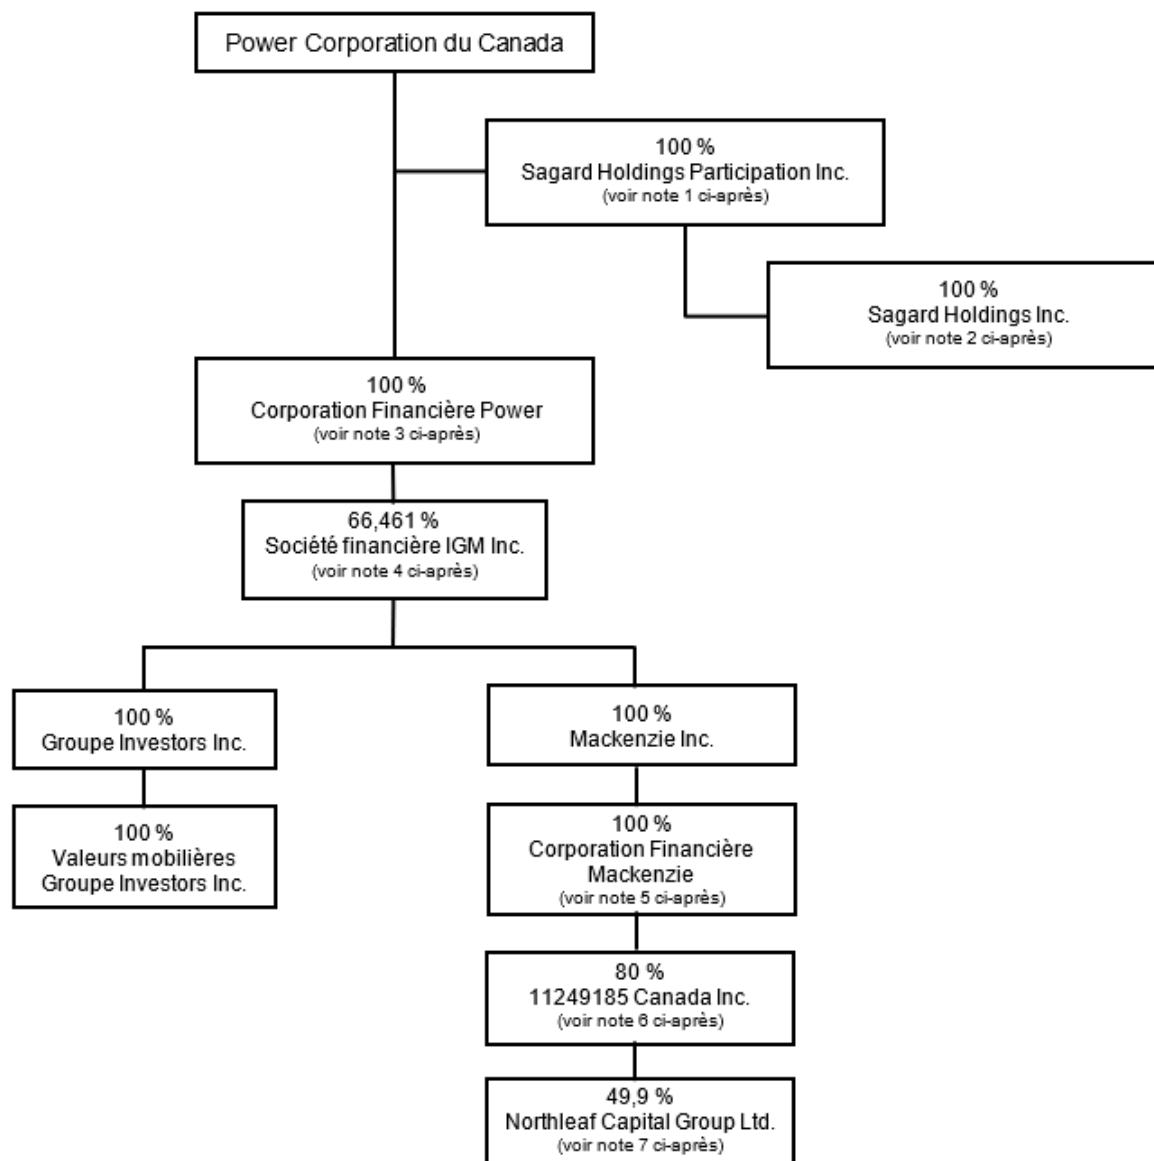 Power Corporation du Canada
100 %
Sagard Holdings Participation Inc.
(voir note 1 ci-après)
100 %
Sagard Holdings Inc.
(voir note 2 ci-après)
100 %
Corporation Financière Power
(voir note 3 ci-après)
66,461 %
Société financière IGM Inc.
(voir note 4 ci-après)
100 %
Groupe Investors Inc.
100 %
Valeurs mobilières
Groupe Investors Inc.
100 %
Mackenzie Inc.
100 %
Corporation Financière
Mackenzie
(voir note 5 ci-après)
80 %
11249185 Canada Inc.
(voir note 6 ci-après)
49,9 %
Northleaf Capital Group Ltd.
(voir note 7 ci-après)